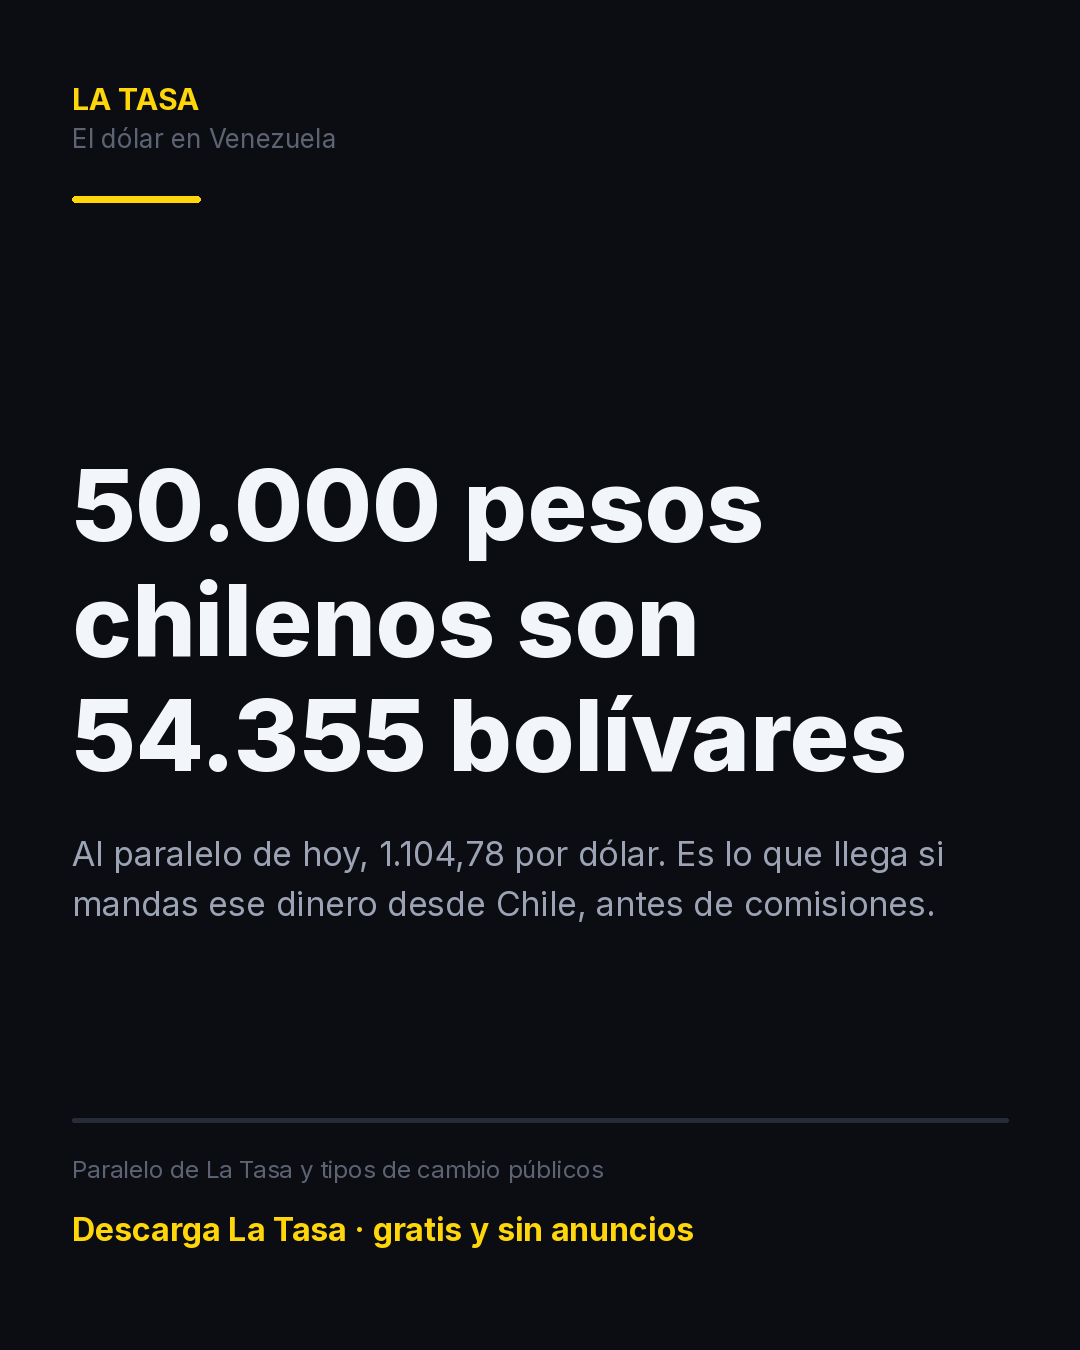 LA TASA
El dólar en Venezuela
50.000 pesos
chilenos son
54.355 bolívares
Al paralelo de hoy, 1.104,78 por dólar. Es lo que llega si
mandas ese dinero desde Chile, antes de comisiones.
Paralelo de La Tasa y tipos de cambio públicos
Descarga La Tasa · gratis y sin anuncios